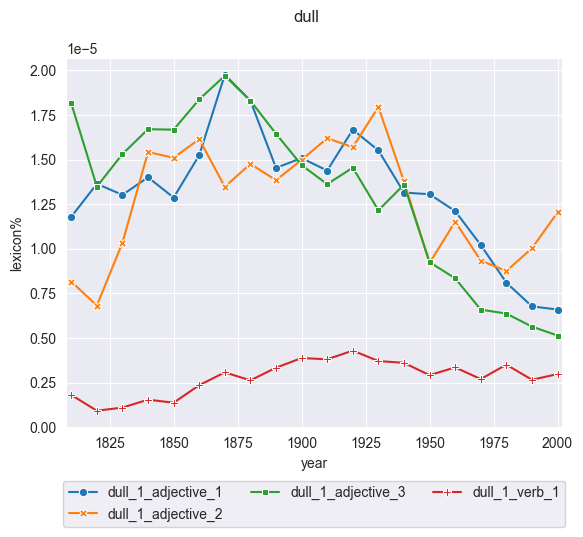 dull
1e−5
2.00
1.75
1.50
1.25
1.00
0.75
0.50
0.25
0.00
lexicon%
1825 1850 1875 1900 1925 1950 1975 2000
year
dull_1_adjective_1 dull_1_adjective_3 dull_1_verb_1
dull_1_adjective_2